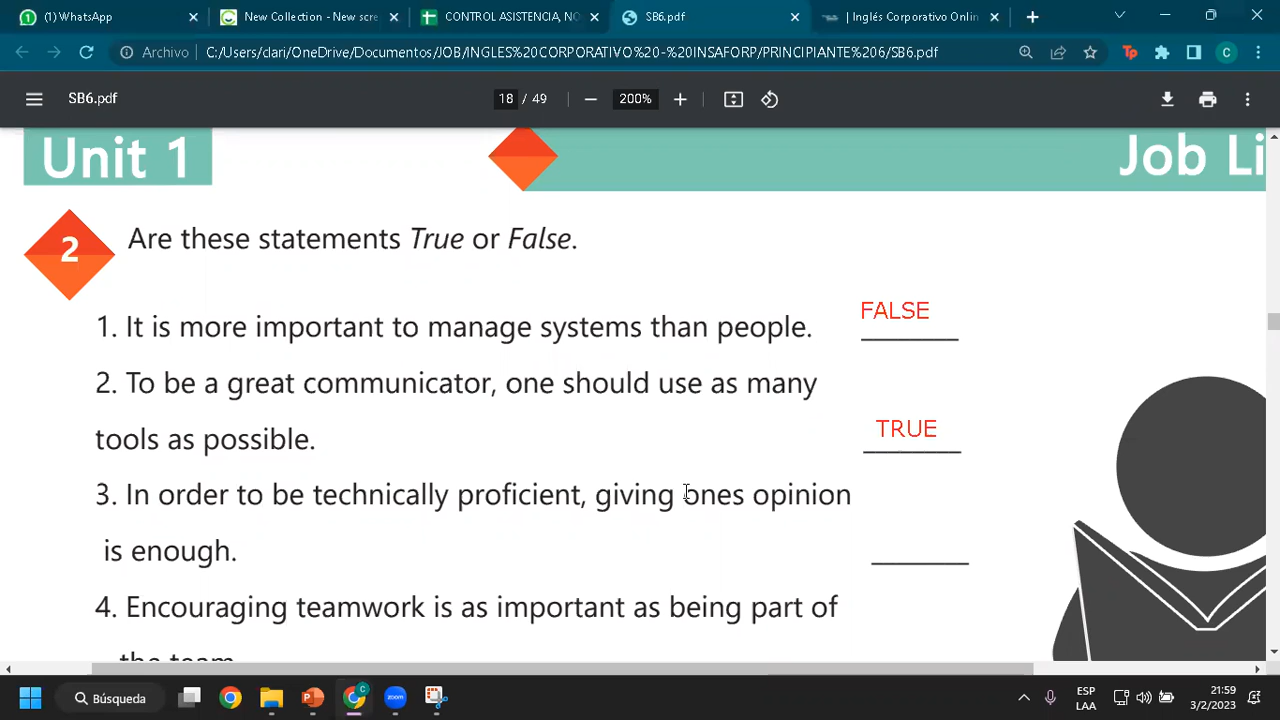 (1) WhatsApp
New Collection - New scre
CONTROL ASISTENCIA, NO
SB6.pdf
| Inglés Corporativo Onlin
Archivo
C:/Users/clari/OneDrive/Documentos/JOB/INGLES%20CORPORATIVO%20-%20INSAFORP/PRINCIPIANTE%206/SB6.pdf
C
SB6.pdf
18 / 49
200%
Unit 1
Job Li
2
Are these statements True or False.
1. It is more important to manage systems than people.
FALSE
2. To be a great communicator, one should use as many
tools as possible.
TRUE
3. In order to be technically proficient, giving ones opinion
is enough.
4. Encouraging teamwork is as important as being part of
the team
Búsqueda
zoom
ESP
LAA
21:59
3/2/2023